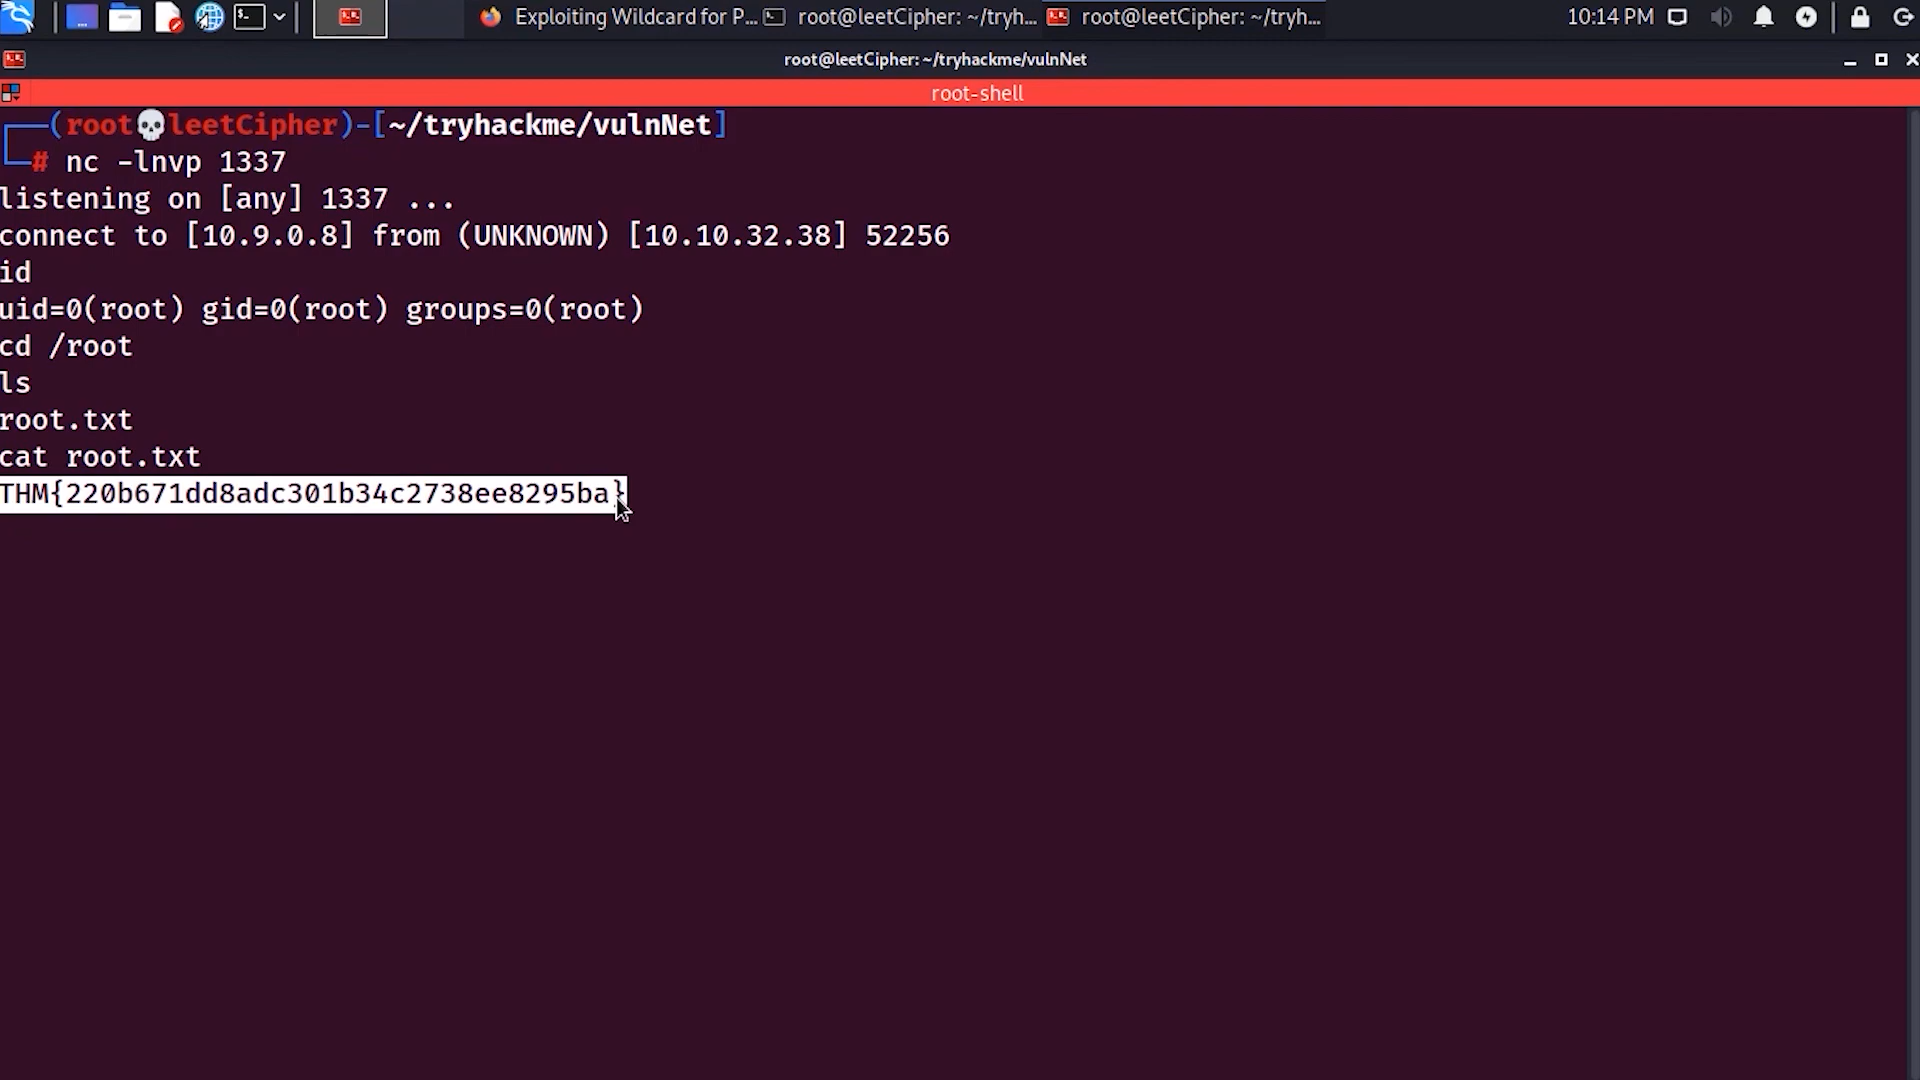 Exploiting Wildcard for P...
root@leetCipher: ~/tryh...
root@leetCipher: ~/tryh...
10:14 PM
root@leetCipher: ~/tryhackme/vulnNet
root-shell
┌──(root💀leetCipher)-[~/tryhackme/vulnNet]
└─# nc -lnvp 1337
listening on [any] 1337 ...
connect to [10.9.0.8] from (UNKNOWN) [10.10.32.38] 52256
id
uid=0(root) gid=0(root) groups=0(root)
cd /root
ls
root.txt
cat root.txt
THM{220b671dd8adc301b34c2738ee8295ba}